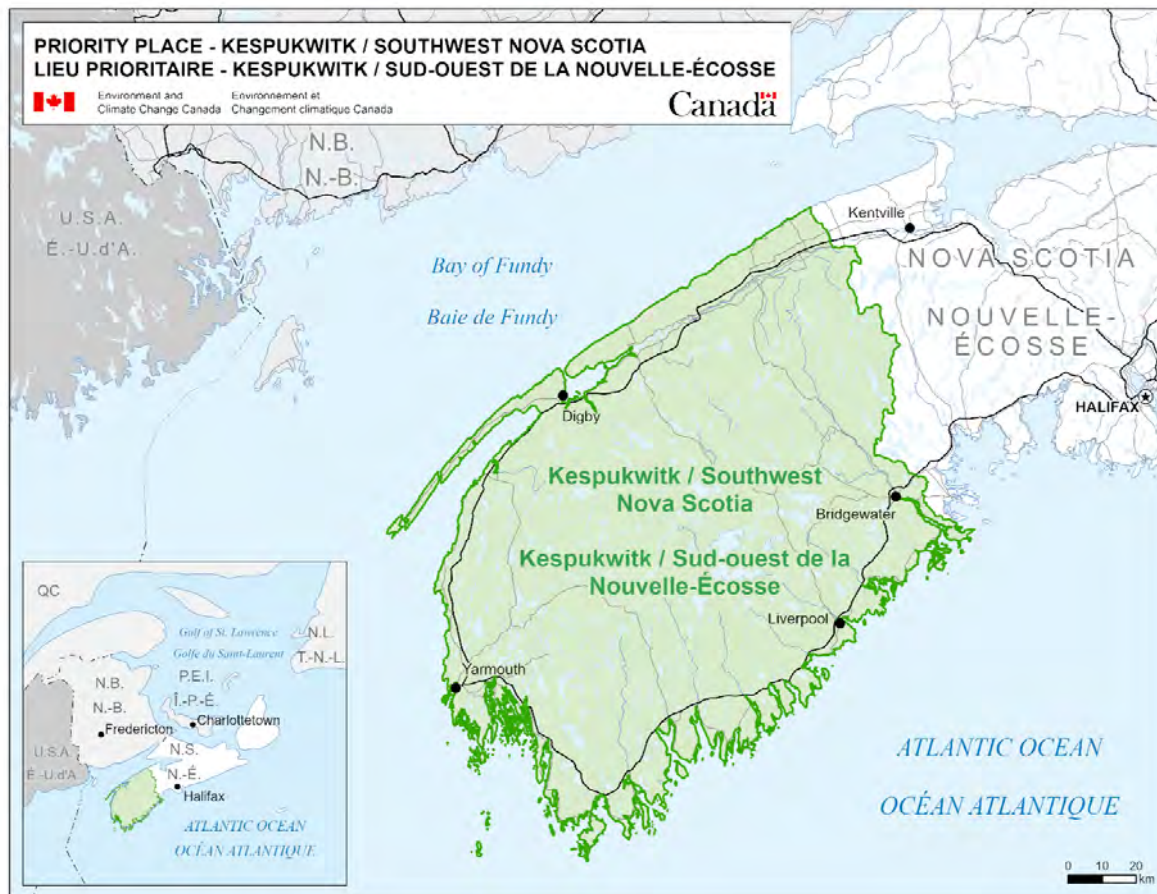 PRIORITY PLACE - KESPUKWITK / SOUTHWEST NOVA SCOTIA
LIEU PRIORITAIRE - KESPUKWITK / SUD-OUEST DE LA NOUVELLE-ÉCOSSE
Environment and
Climate Change Canada
Environnement et
Changement climatique Canada
Canada
N.B.
N.-B.
U.S.A.
É.-U.d'A.
Bay of Fundy
Baie de Fundy
Kentville
NOVA SCOTIA
NOUVELLE-
ÉCOSSE
HALIFAX
Digby
Kespukwitk / Southwest
Nova Scotia
Bridgewater
Kespukwitk / Sud-ouest de la
Nouvelle-Écosse
Liverpool
Yarmouth
ATLANTIC OCEAN
OCÉAN ATLANTIQUE
0 10 20
km
QC
Golf of St. Lawrence
Golfe du Saint-Laurent
N.L.
T.-N.-L.
P.E.I.
Î.-P.-É.
N.B.
N.-B.
Charlottetown
Fredericton
U.S.A
É.-U.d'A.
N.S.
N.-É.
Halifax
ATLANTIC OCEAN
OCÉAN ATLANTIQUE